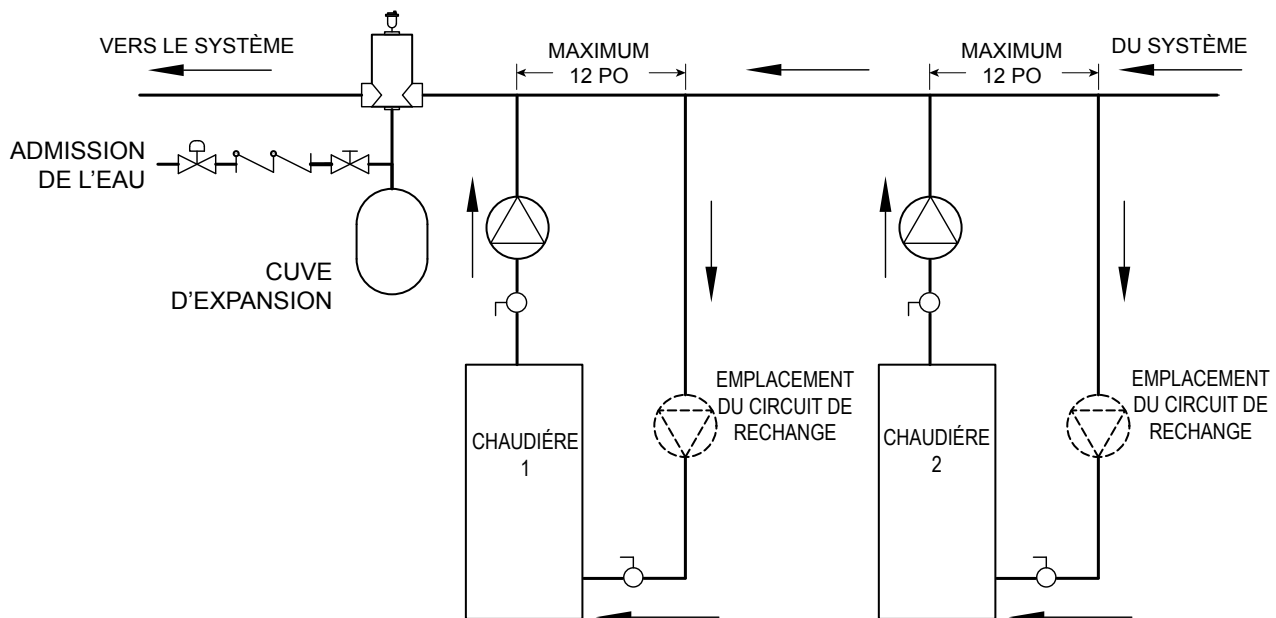 VERS LE SYSTÈME
MAXIMUM
12 PO
MAXIMUM
12 PO
DU SYSTÈME
ADMISSION
DE L'EAU
CUVE
D'EXPANSION
EMPLACEMENT
DU CIRCUIT DE
RECHANGE
EMPLACEMENT
DU CIRCUIT DE
RECHANGE
CHAUDIÉRE
1
CHAUDIÉRE
2